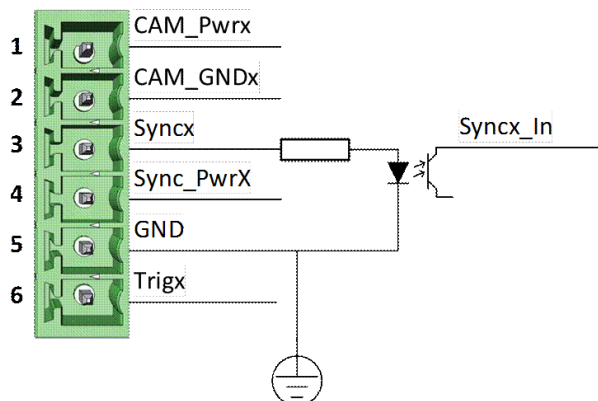 1 CAM_Pwrx
2 CAM_GNDx
3 Syncx
Syncx_In
4 Sync_PwrX
5 GND
6 Trigx